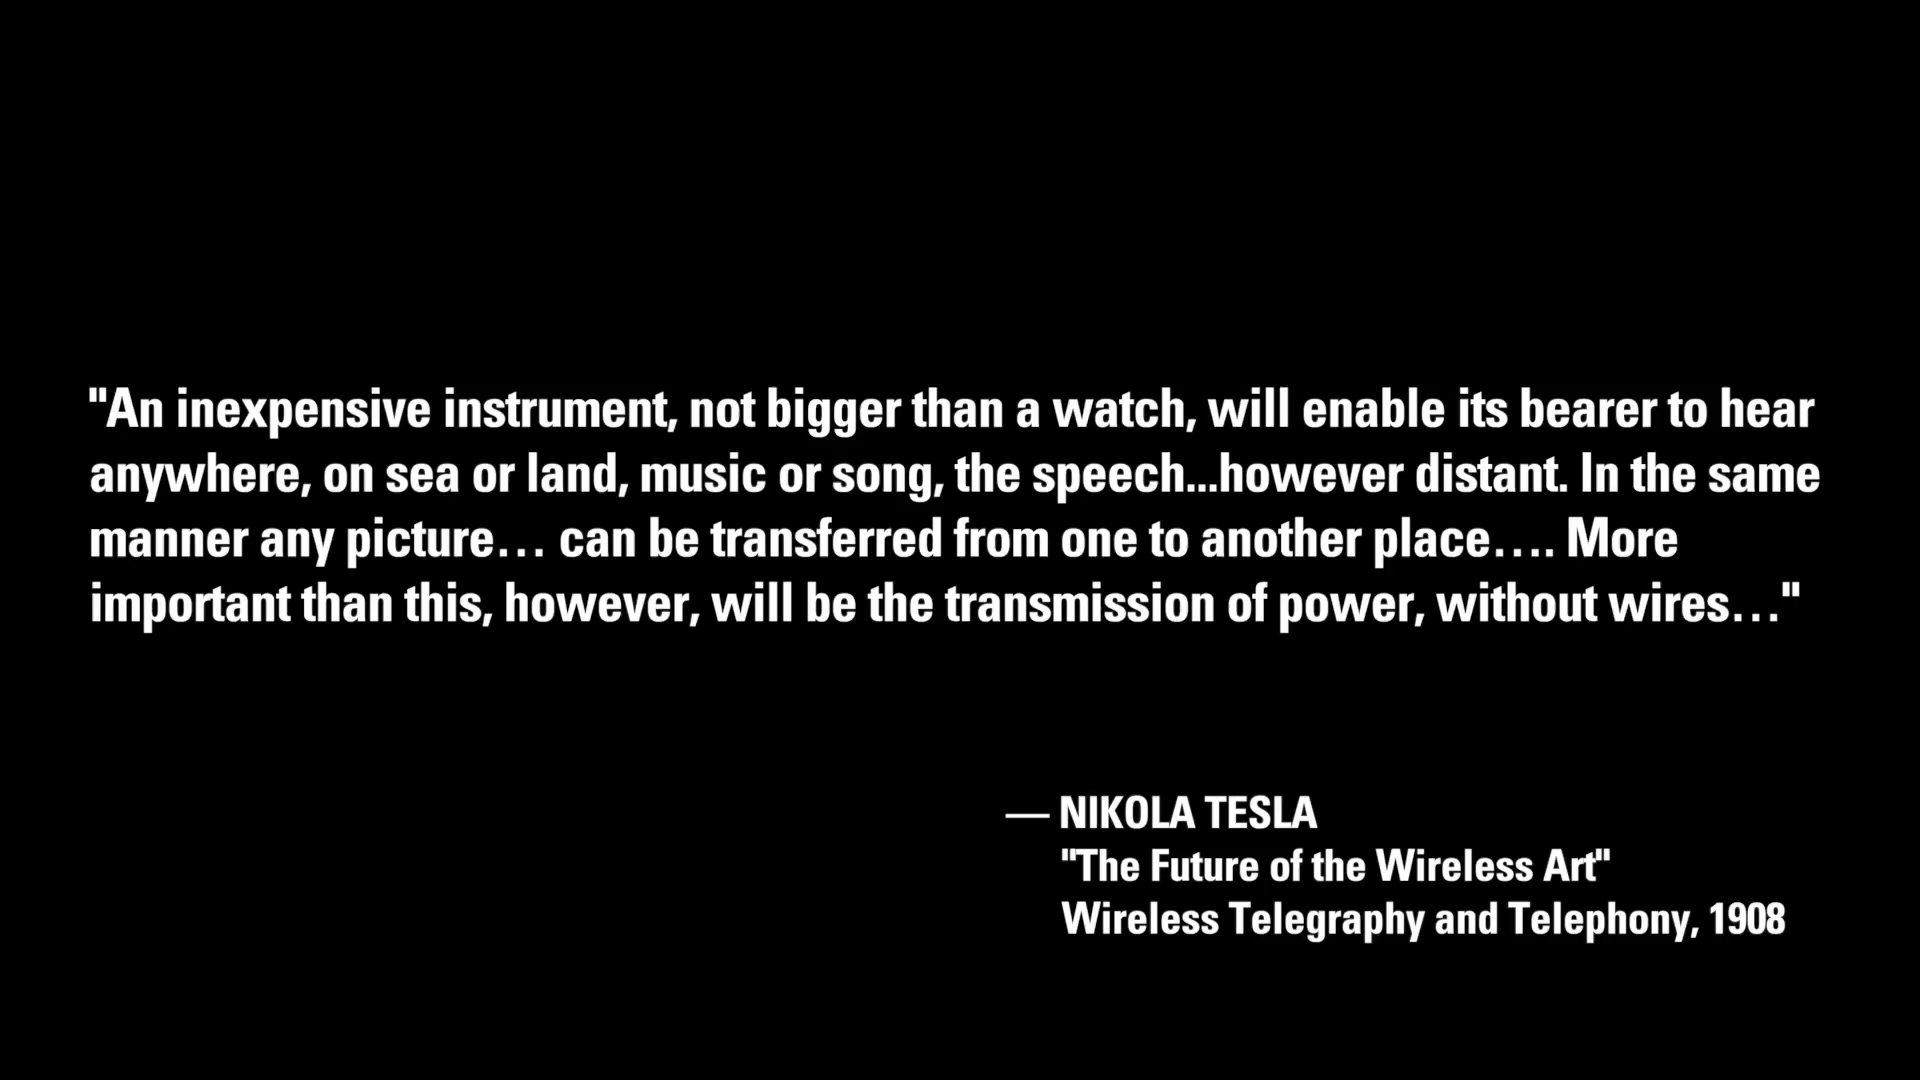 "An inexpensive instrument, not bigger than a watch, will enable its bearer to hear
anywhere, on sea or land, music or song, the speech...however distant. In the same
manner any picture… can be transferred from one to another place…. More
important than this, however, will be the transmission of power, without wires…"
— NIKOLA TESLA
"The Future of the Wireless Art"
Wireless Telegraphy and Telephony, 1908